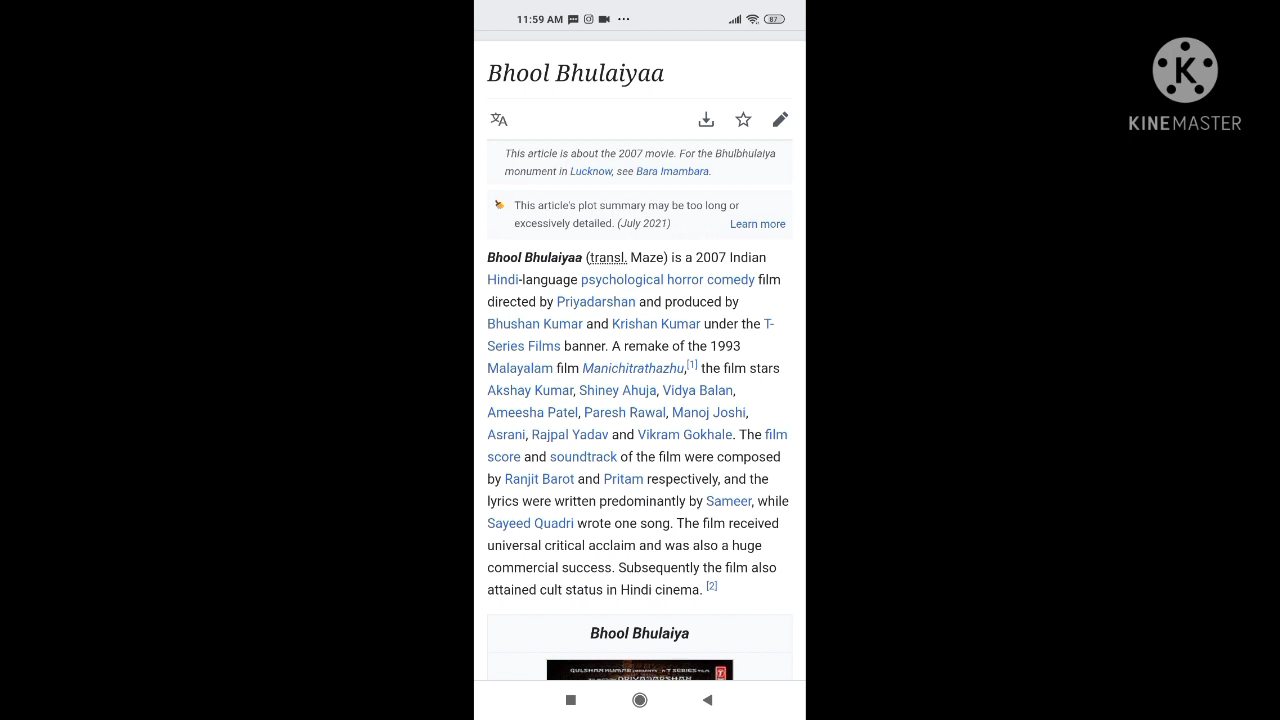 11:59 AM
87
Bhool Bhulaiyaa
This article is about the 2007 movie. For the Bhulbhulaiya
monument in Lucknow, see Bara Imambara.
This article's plot summary may be too long or
excessively detailed. (July 2021)
Learn more
Bhool Bhulaiyaa (transl. Maze) is a 2007 Indian
Hindi-language psychological horror comedy film
directed by Priyadarshan and produced by
Bhushan Kumar and Krishan Kumar under the T-
Series Films banner. A remake of the 1993
Malayalam film Manichitrathazhu,[1] the film stars
Akshay Kumar, Shiney Ahuja, Vidya Balan,
Ameesha Patel, Paresh Rawal, Manoj Joshi,
Asrani, Rajpal Yadav and Vikram Gokhale. The film
score and soundtrack of the film were composed
by Ranjit Barot and Pritam respectively, and the
lyrics were written predominantly by Sameer, while
Sayeed Quadri wrote one song. The film received
universal critical acclaim and was also a huge
commercial success. Subsequently the film also
attained cult status in Hindi cinema. [2]
Bhool Bhulaiya
GULSHAN KUMAR PRESENTS A T SERIES FILM
PRIYADARSHAN
K
KINEMASTER